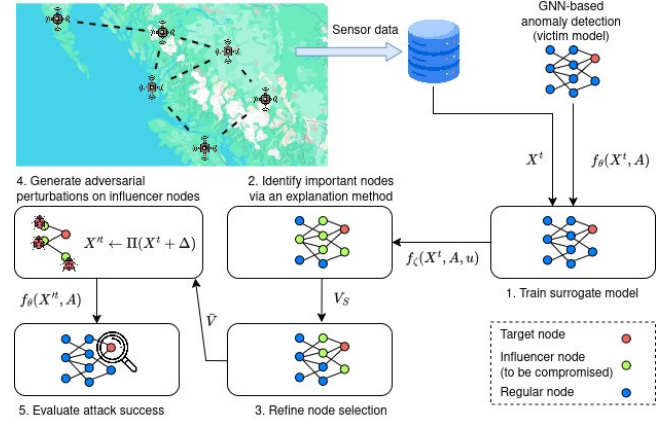 Sensor data
GNN-based
anomaly detection
(victim model)
X^t
f_θ(X^t, A)
4. Generate adversarial
perturbations on influencer nodes
2. Identify important nodes
via an explanation method
X'^t ← Π(X^t + Δ)
f_ζ(X^t, A, u)
1. Train surrogate model
f_θ(X'^t, A)
Ṽ
V_S
5. Evaluate attack success
3. Refine node selection
Target node
Influencer node
(to be compromised)
Regular node